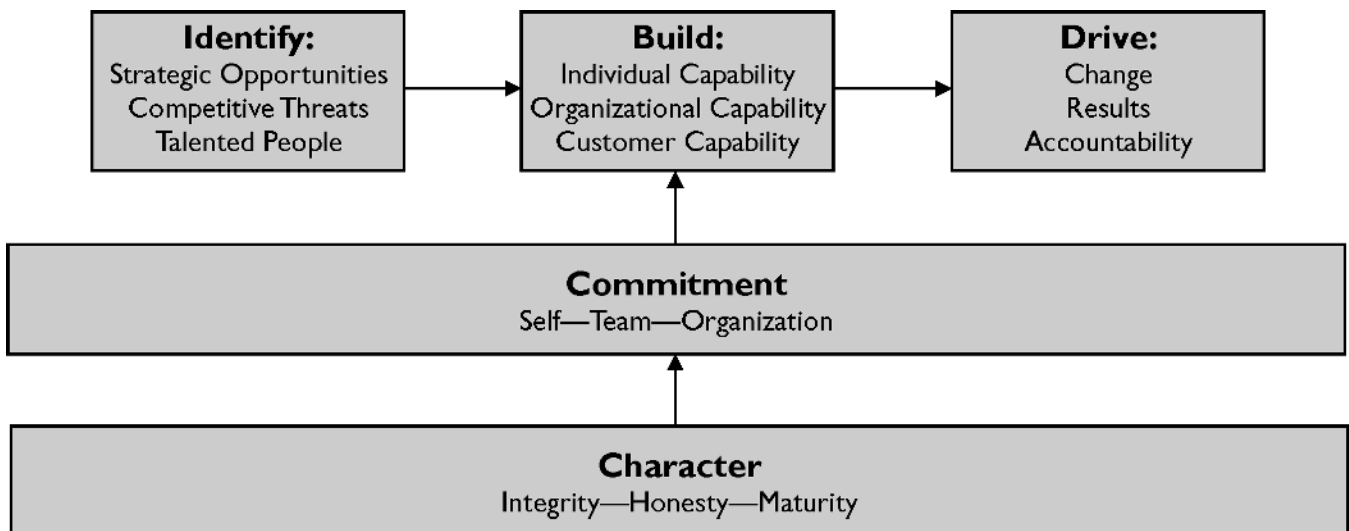 Identify:
Strategic Opportunities
Competitive Threats
Talented People
Build:
Individual Capability
Organizational Capability
Customer Capability
Drive:
Change
Results
Accountability
Commitment
Self—Team—Organization
Character
Integrity—Honesty—Maturity